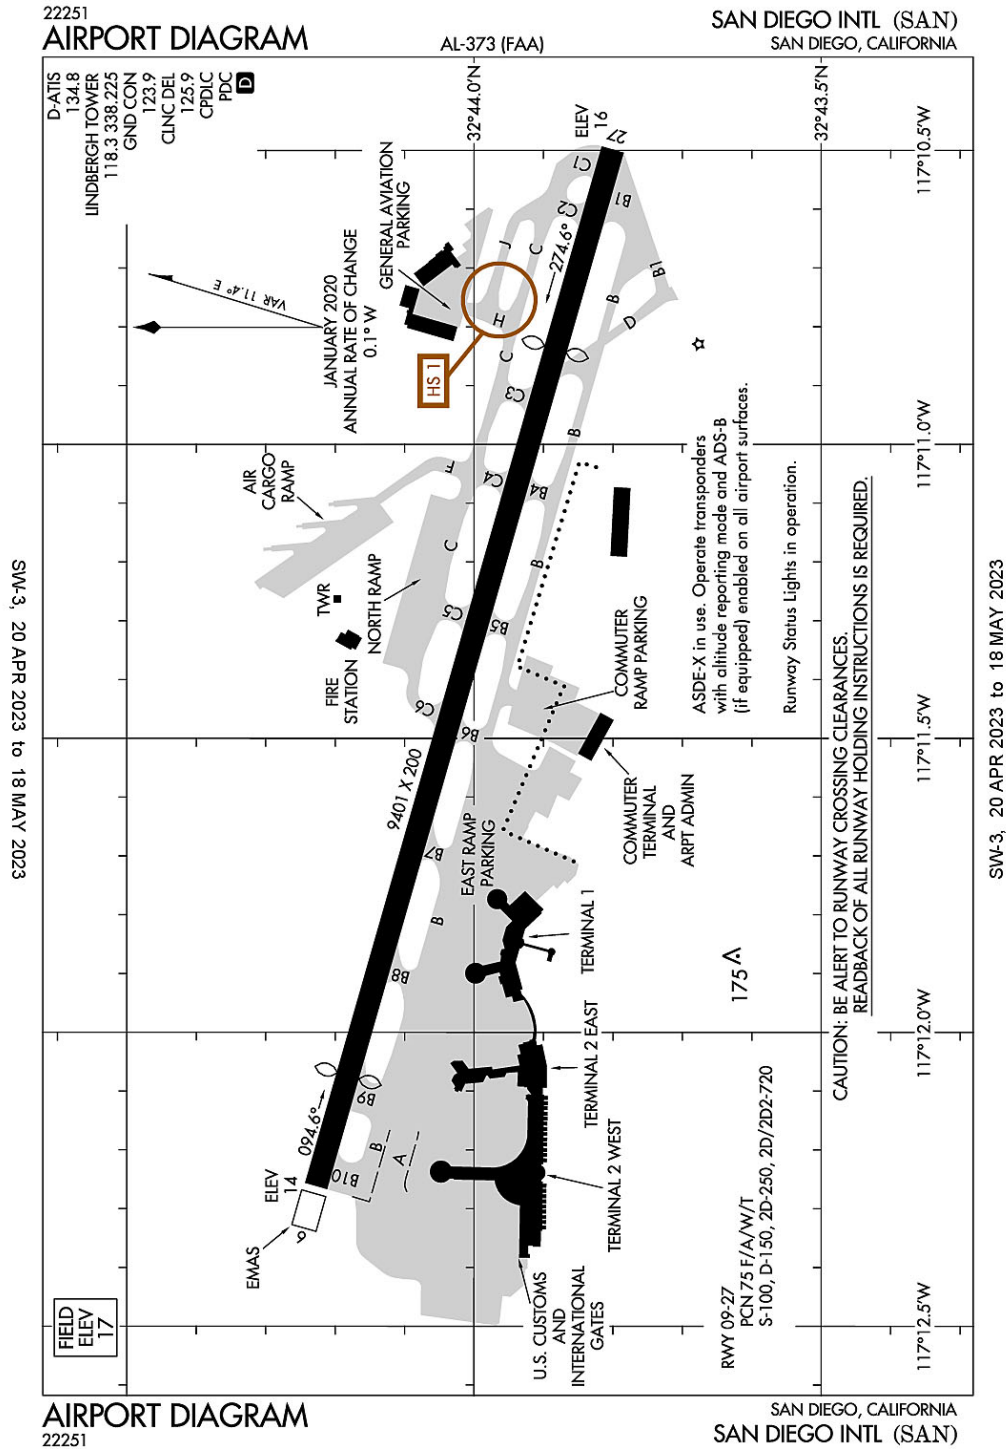 22251
AIRPORT DIAGRAM
AL-373 (FAA)
SAN DIEGO INTL (SAN)
SAN DIEGO, CALIFORNIA
D-ATIS
134.8
LINDBERGH TOWER
118.3 338.225
GND CON
123.9
CLNC DEL
125.9
CPDLC
PDC
D
32°44.0'N
32°43.5'N
ELEV
16
27
117°10.5'W
C1
B1
C2
GENERAL AVIATION
PARKING
J
C
274.6°
B1
VAR 11.4° E
JANUARY 2020
ANNUAL RATE OF CHANGE
0.1° W
H
B
D
HS 1
C
C3
B
117°11.0'W
AIR
CARGO
RAMP
F
C4
B4
ASDE-X in use. Operate transponders
with altitude reporting mode and ADS-B
(if equipped) enabled on all airport surfaces.
Runway Status Lights in operation.
C
B
TWR
NORTH RAMP
C5
B5
FIRE
STATION
COMMUTER
RAMP PARKING
C6
B6
117°11.5'W
9401 X 200
B7
EAST RAMP
PARKING
COMMUTER
TERMINAL
AND
ARPT ADMIN
B
TERMINAL 1
B8
175
CAUTION: BE ALERT TO RUNWAY CROSSING CLEARANCES.
READBACK OF ALL RUNWAY HOLDING INSTRUCTIONS IS REQUIRED.
117°12.0'W
TERMINAL 2 EAST
B9
094.6°
B
A
B10
TERMINAL 2 WEST
ELEV
14
9
EMAS
U.S. CUSTOMS
AND
INTERNATIONAL
GATES
RWY 09-27
PCN 75 F/A/W/T
S-100, D-150, 2D-250, 2D/2D2-720
117°12.5'W
FIELD
ELEV
17
SW-3, 20 APR 2023 to 18 MAY 2023
SW-3, 20 APR 2023 to 18 MAY 2023
AIRPORT DIAGRAM
22251
SAN DIEGO, CALIFORNIA
SAN DIEGO INTL (SAN)